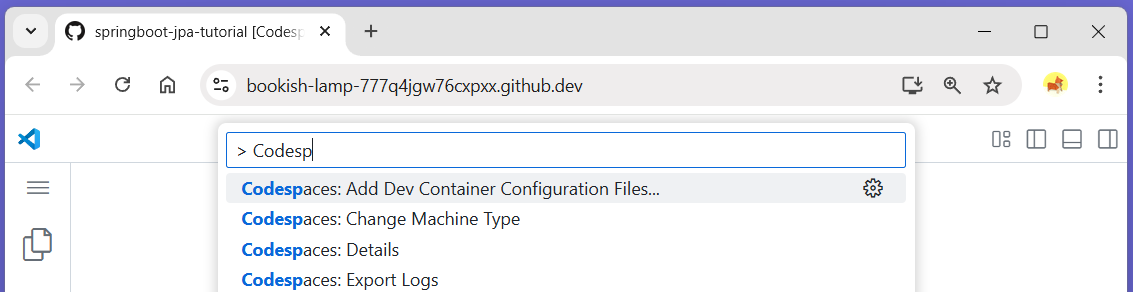 springboot-jpa-tutorial [Codesp
bookish-lamp-777q4jgw76cxpxx.github.dev
> Codesp
Codespaces: Add Dev Container Configuration Files...
Codespaces: Change Machine Type
Codespaces: Details
Codespaces: Export Logs